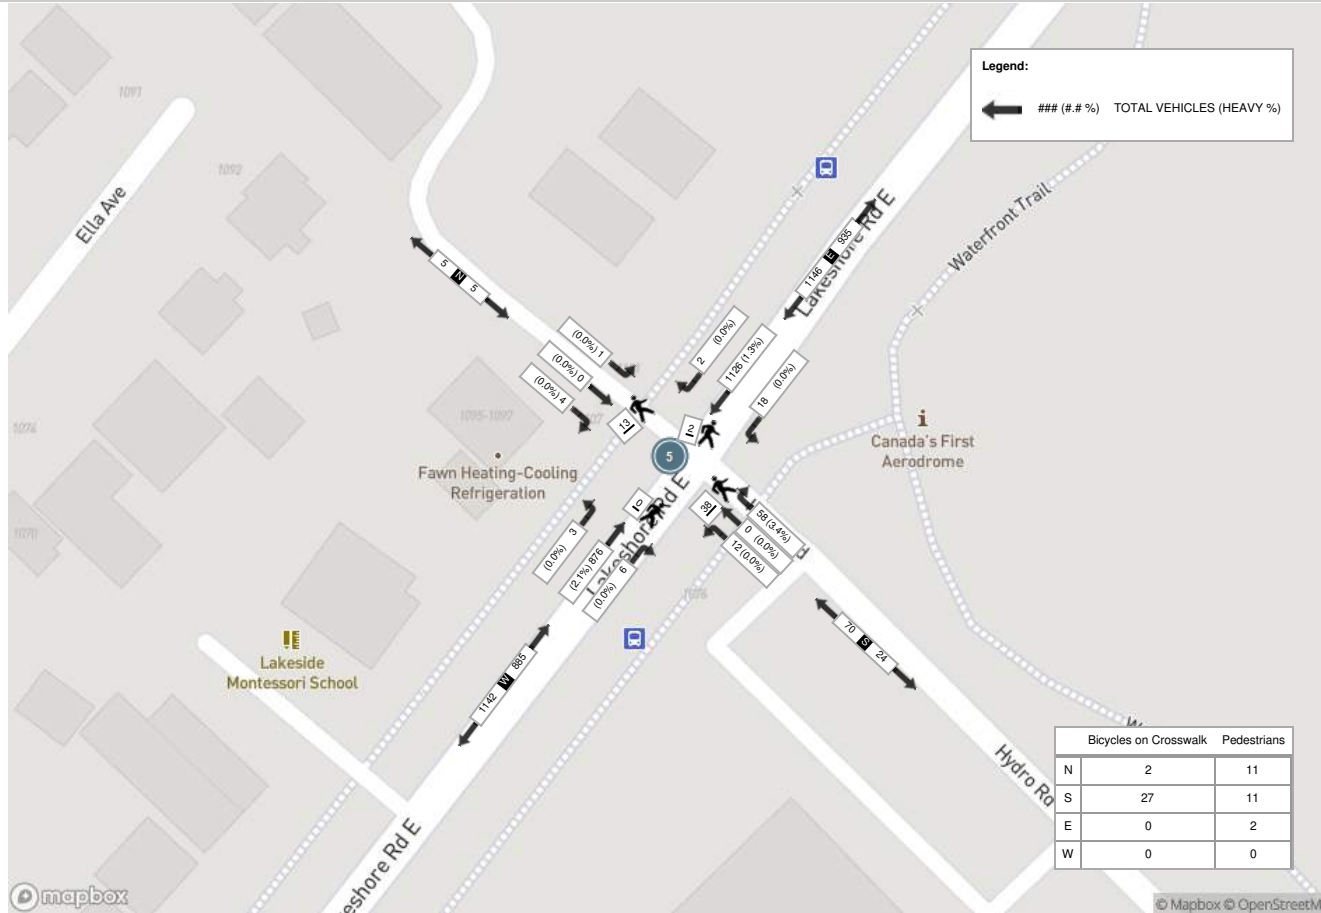 Legend:
### (#.# %) TOTAL VEHICLES (HEAVY %)
1091
1092
Ella Ave
Lakeshore Rd E
935
E
1146
Waterfront Trail
5 N 5
(0.0%) 1
(0.0%) 0
(0.0%) 4
2 (0.0%)
1126 (1.3%)
18 (0.0%)
1095-1097
13
2
5
Canada's First
Aerodrome
Fawn Heating-Cooling
Refrigeration
1074
1070
0
38
Lakeshore Rd E
58 (3.4%)
0 (0.0%)
12 (0.0%)
(0.0%) 3
(2.1%) 876
(0.0%) 6
1076
70 S 24
Lakeside
Montessori School
885
W
1142
Hydro Rd
Bicycles on Crosswalk Pedestrians
N 2 11
S 27 11
E 0 2
W 0 0
eshore Rd E
mapbox
© Mapbox © OpenStreetM